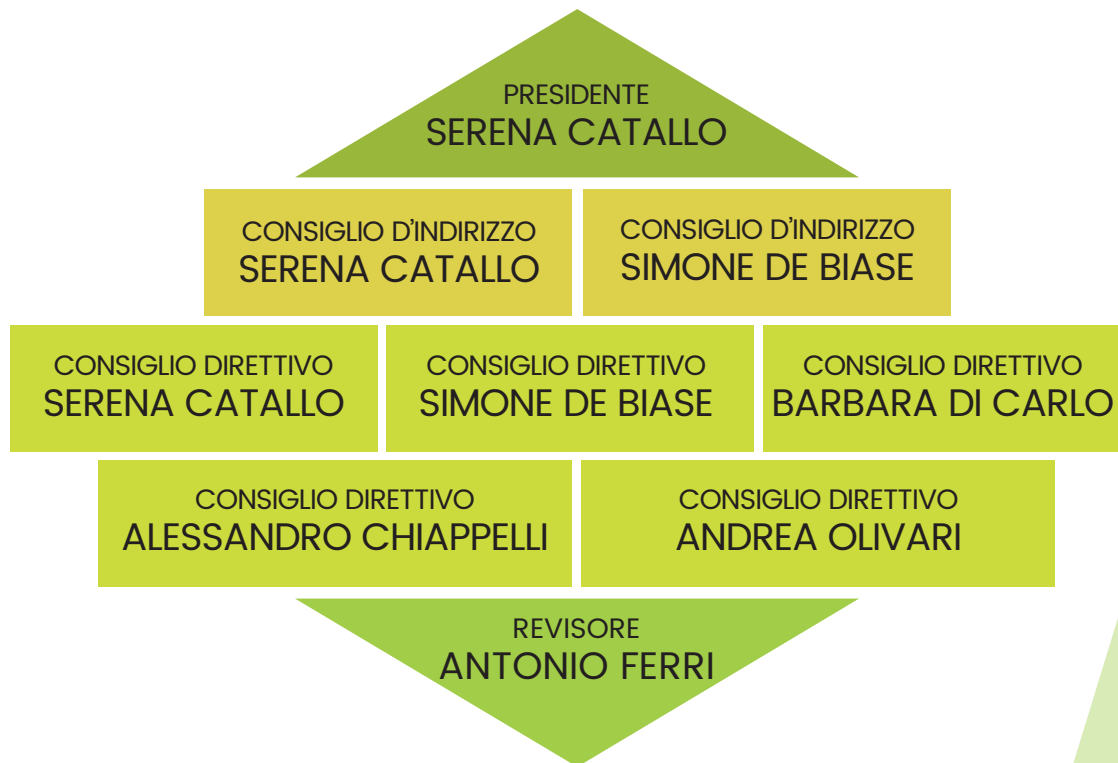 PRESIDENTE
SERENA CATALLO
CONSIGLIO D’INDIRIZZO
SERENA CATALLO
CONSIGLIO D’INDIRIZZO
SIMONE DE BIASE
CONSIGLIO DIRETTIVO
SERENA CATALLO
CONSIGLIO DIRETTIVO
SIMONE DE BIASE
CONSIGLIO DIRETTIVO
BARBARA DI CARLO
CONSIGLIO DIRETTIVO
ALESSANDRO CHIAPPELLI
CONSIGLIO DIRETTIVO
ANDREA OLIVARI
REVISORE
ANTONIO FERRI